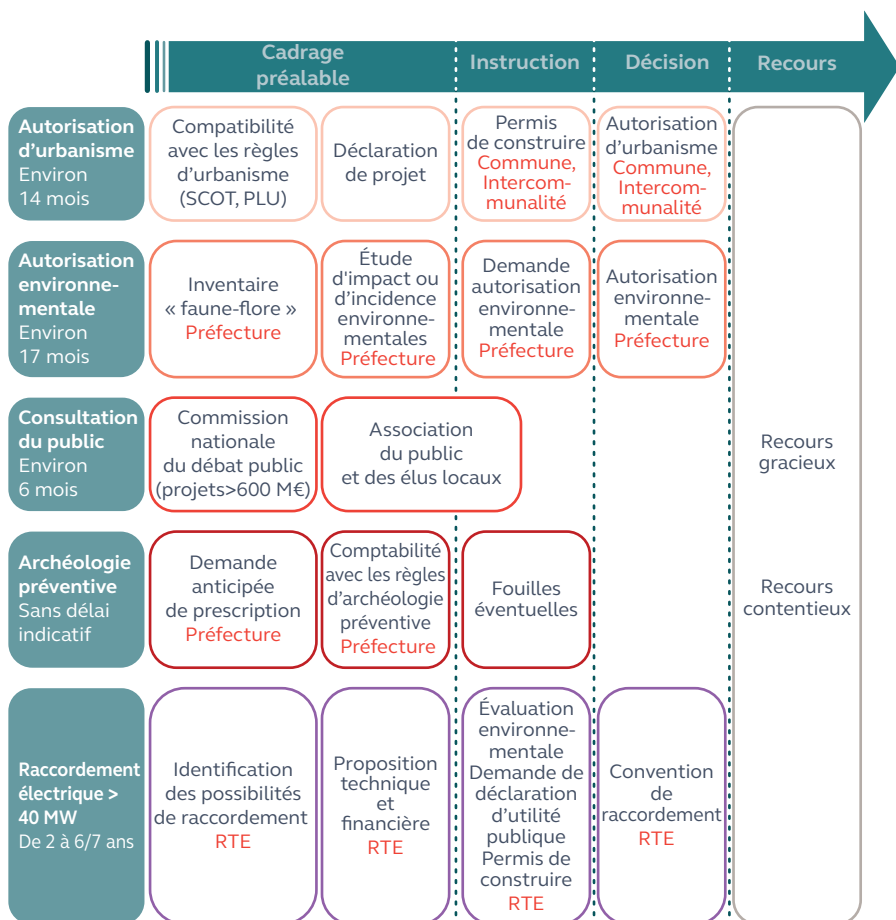 Cadrage
préalable
Instruction
Décision
Recours
Autorisation
d’urbanisme
Environ
14 mois
Compatibilité
avec les règles
d’urbanisme
(SCOT, PLU)
Déclaration
de projet
Permis
de construire
Commune,
Intercom-
munalité
Autorisation
d’urbanisme
Commune,
Intercom-
munalité
Autorisation
environne-
mentale
Environ
17 mois
Inventaire
« faune-flore »
Préfecture
Étude
d'impact ou
d’incidence
environne-
mentales
Préfecture
Demande
autorisation
environne-
mentale
Préfecture
Autorisation
environne-
mentale
Préfecture
Consultation
du public
Environ
6 mois
Commission
nationale
du débat public
(projets>600 M€)
Association
du public
et des élus locaux
Recours
gracieux
Archéologie
préventive
Sans délai
indicatif
Demande
anticipée
de prescription
Préfecture
Comptabilité
avec les règles
d’archéologie
préventive
Préfecture
Fouilles
éventuelles
Recours
contentieux
Raccordement
électrique >
40 MW
De 2 à 6/7 ans
Identification
des possibilités
de raccordement
RTE
Proposition
technique
et
financière
RTE
Évaluation
environne-
mentale
Demande de
déclaration
d’utilité
publique
Permis de
construire
RTE
Convention
de
raccordement
RTE